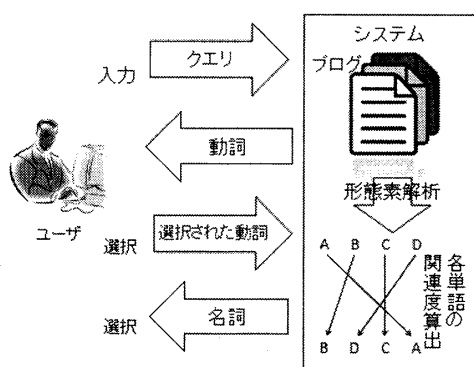 システム
ブログ
クエリ
入力
動詞
形態素解析
ユーザ
選択
選択された動詞
A B C D
各単語の
関連度算出
選択
名詞
B D C A